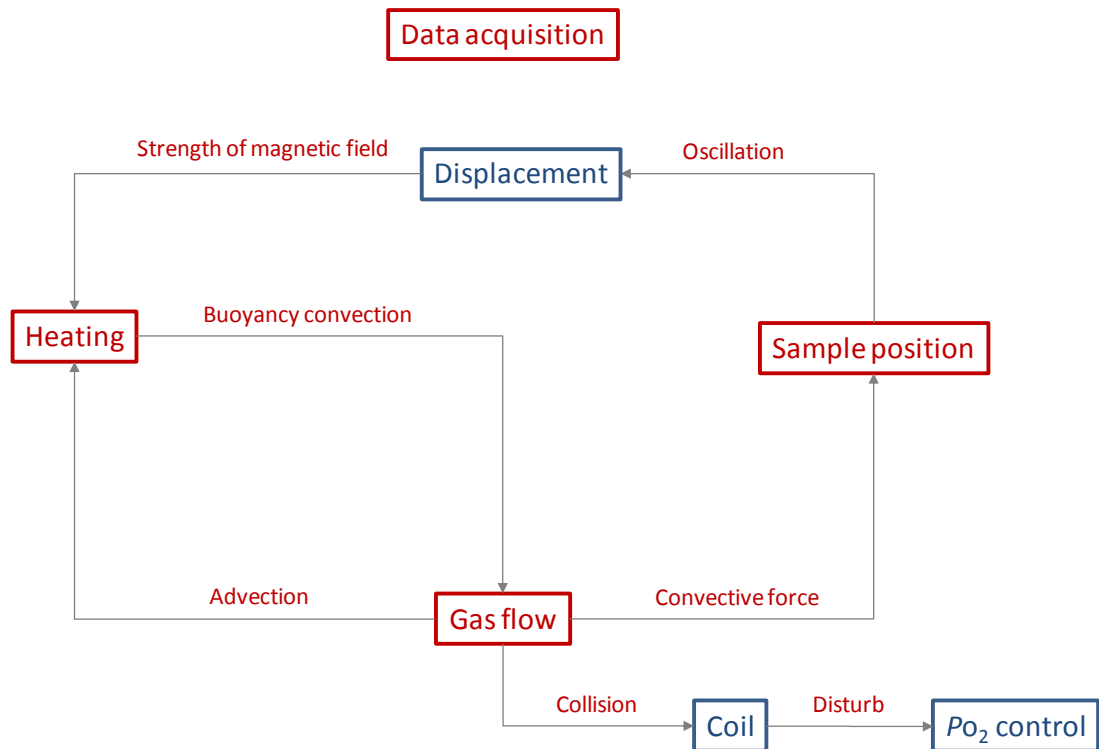 Data acquisition
Strength of magnetic field
Oscillation
Displacement
Heating
Buoyancy convection
Sample position
Advection
Convective force
Gas flow
Collision
Disturb
Coil
Po₂ control